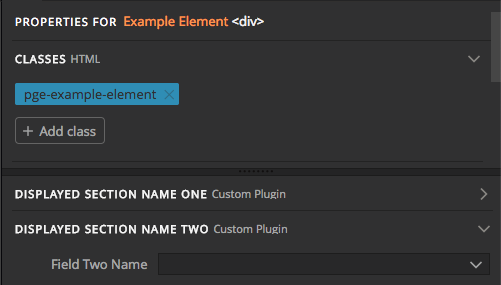 PROPERTIES FOR Example Element <div>
CLASSES HTML
pge-example-element ×
+ Add class
DISPLAYED SECTION NAME ONE Custom Plugin
DISPLAYED SECTION NAME TWO Custom Plugin
Field Two Name